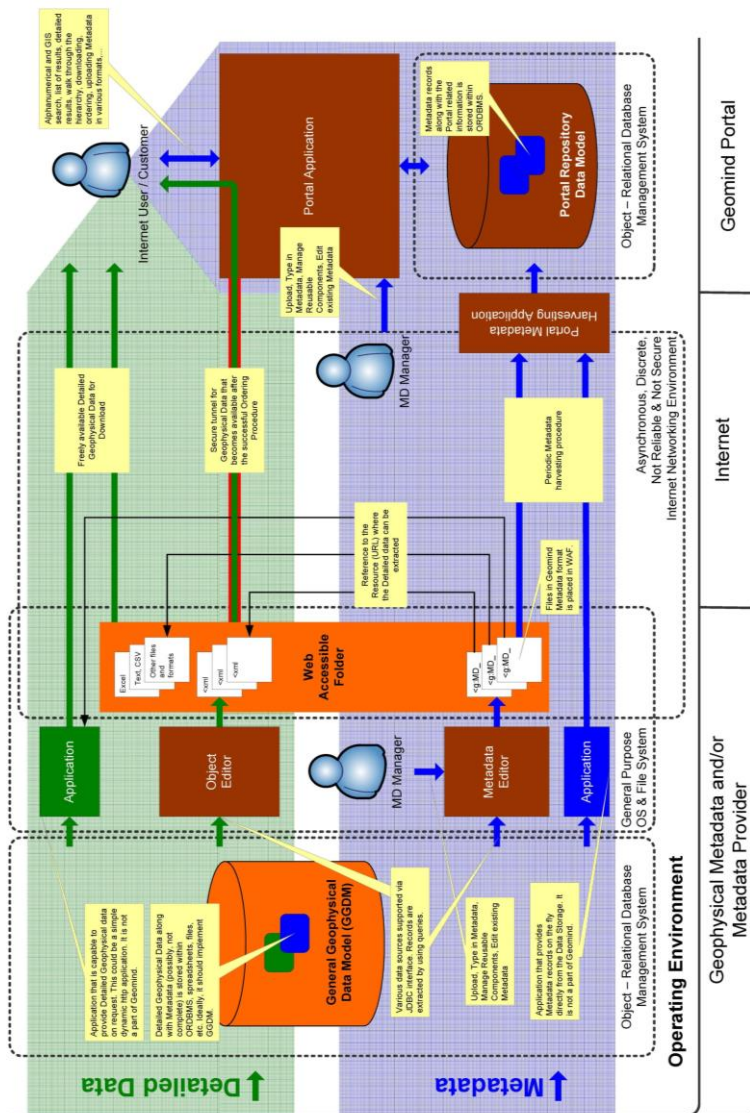 Application that is capable to
provide Detailed Geophysical data
on request. This could be a simple
dynamic http application. It is not
a part of Geomind.
Detailed Geophysical Data along
with Metadata (possibly, not
complete) is stored within
ORDBMS, spreadsheets, files,
etc. Ideally, it should implement
GGDM.
General Geophysical
Data Model (GGDM)
Various data sources supported via
JDBC interface. Records are
extracted by using queries.
Upload, Type in Metadata,
Manage Reusable
Components, Edit existing
Metadata
Application that provides
Metadata records on the fly
directly from the Data Storage. It
is not a part of Geomind.
Object – Relational Database
Management System
Detailed Data
Metadata
Operating Environment
Application
Object
Editor
MD Manager
Metadata
Editor
Application
General Purpose
OS & File System
Excel
Text, CSV
Other files
and
formats
<xml
<xml
<xml
Web
Accessible
Folder
<g:MD_
<g:MD_
<g:MD_
Files in Geomind
Metadata format
is placed in WAF.
Reference to the
Resource (URL) where
the Detailed data can be
extracted
Freely available Detailed
Geophysical Data for
Download
Secure tunnel for
Geophysical Data that
becomes available after
the successful Ordering
Procedure
MD Manager
Upload, Type in
Metadata, Manage
Reusable
Components, Edit
existing Metadata
Periodic Metadata
harvesting procedure
Asynchronous, Discrete,
Not Reliable & Not Secure
Internet Networking Environment
Portal Metadata
Harvesting Application
Alphanumerical and GIS
search, list of results, detailed
results, walk through the
hierarchy, downloading,
ordering, uploading Metadata
in various formats,...
Internet User / Customer
Portal Application
Metadata records
along with the
Portal related
information is
stored within
ORDBMS.
Portal Repository
Data Model
Object – Relational Database
Management System
Geophysical Metadata and/or
Metadata Provider
Internet
Geomind Portal